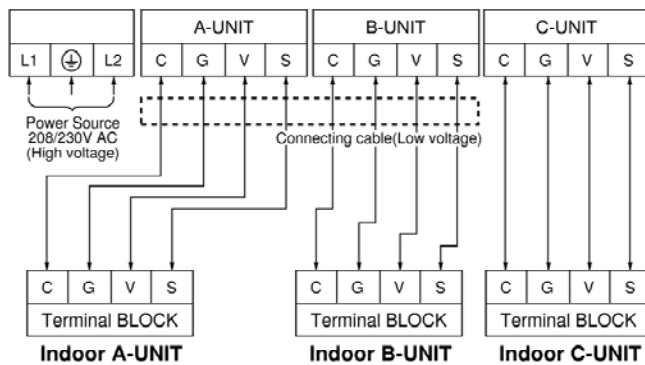 A-UNIT B-UNIT C-UNIT
L1 L2 C G V S C G V S C G V S
Power Source
208/230V AC
(High voltage)
Connecting cable(Low voltage)
C G V S C G V S C G V S
Terminal BLOCK Terminal BLOCK Terminal BLOCK
Indoor A-UNIT Indoor B-UNIT Indoor C-UNIT